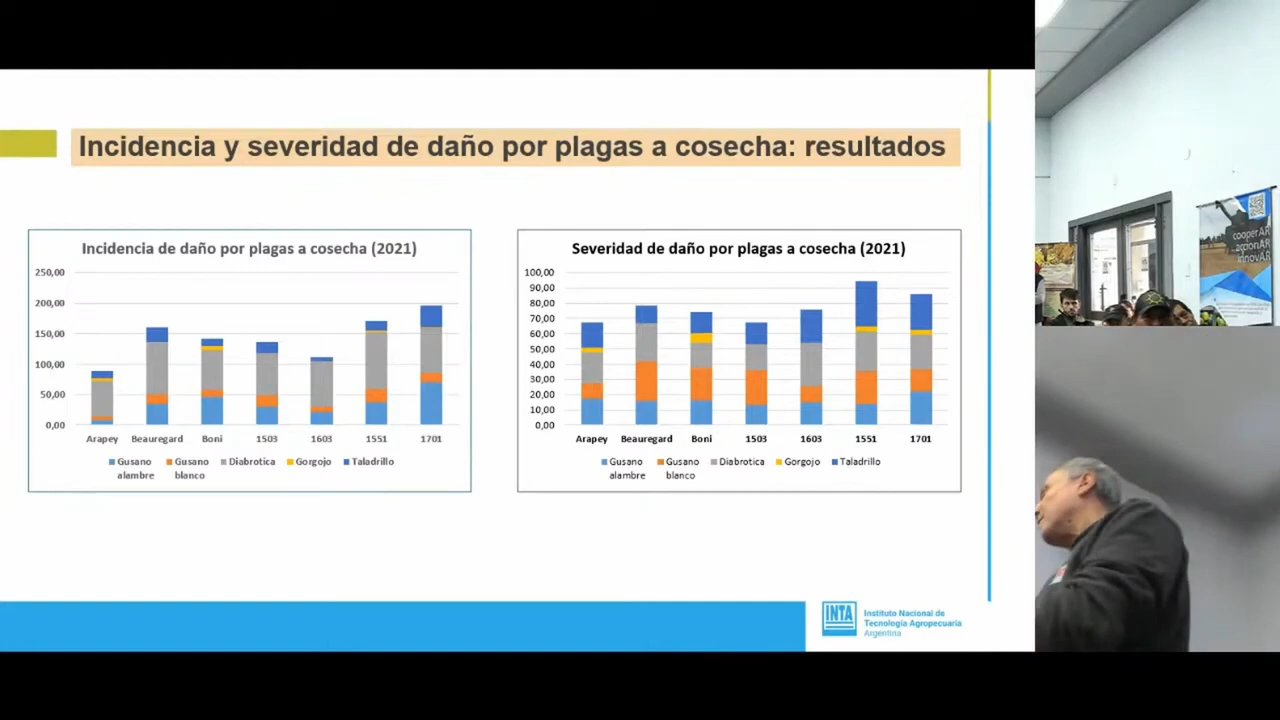 Incidencia y severidad de daño por plagas a cosecha: resultados
Incidencia de daño por plagas a cosecha (2021)
250,00
200,00
150,00
100,00
50,00
0,00
Arapey Beauregard Boni 1503 1603 1551 1701
Gusano alambre
Gusano blanco
Diabrotica
Gorgojo
Taladrillo
Severidad de daño por plagas a cosecha (2021)
100,00
90,00
80,00
70,00
60,00
50,00
40,00
30,00
20,00
10,00
0,00
Arapey Beauregard Boni 1503 1603 1551 1701
Gusano alambre
Gusano blanco
Diabrotica
Gorgojo
Taladrillo
INTA
Instituto Nacional de
Tecnología Agropecuaria
Argentina
cooperAR
accionAR
innovAR